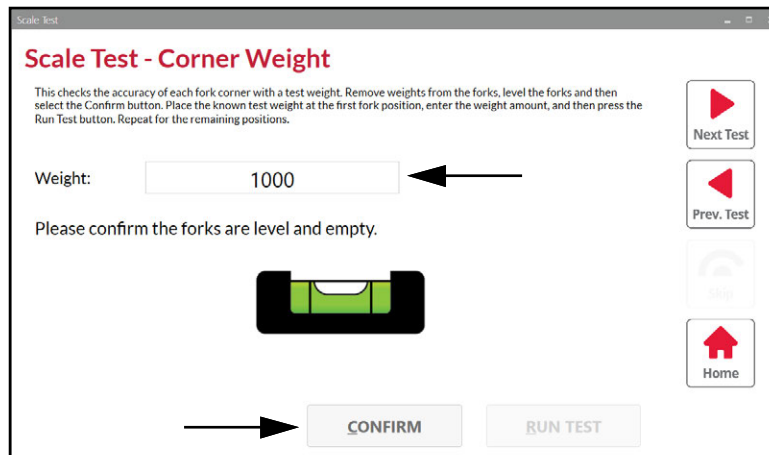 Scale Test
Scale Test - Corner Weight
This checks the accuracy of each fork corner with a test weight. Remove weights from the forks, level the forks and then
select the Confirm button. Place the known test weight at the first fork position, enter the weight amount, and then press the
Run Test button. Repeat for the remaining positions.
Next Test
Weight:
1000
Prev. Test
Please confirm the forks are level and empty.
Skip
Home
CONFIRM
RUN TEST